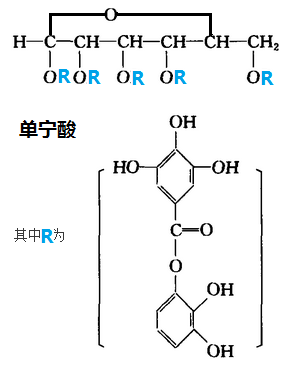 O
H—C—CH—CH—CH—C—CH₂
OR OR OR OR OR
单宁酸
OH
HO OH
其中R为
C=O
O
OH
OH